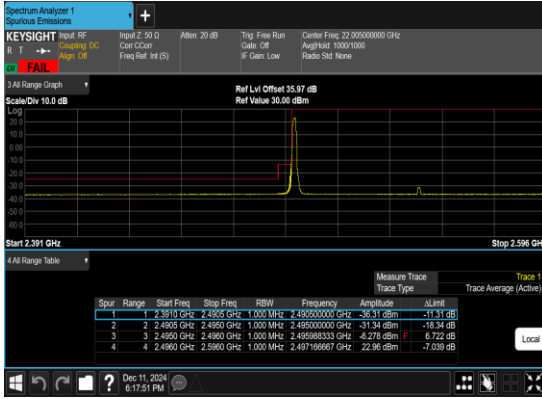 Spectrum Analyzer 1
Spurious Emissions
+
KEYSIGHT Input: RF Input Z: 50 Ω Atten: 20 dB Trig: Free Run Center Freq: 22.005000000 GHz
R T Coupling: DC Corr CCorr Gate: Off Avg|Hold: 1000/1000
Align: Off Freq Ref: Int (S) IF Gain: Low Radio Std: None
LXI FAIL
3 All Range Graph
Ref Lvl Offset 35.97 dB
Scale/Div 10.0 dB Ref Value 30.00 dBm
Log
20.0
10.0
0.00
-10.0
-20.0
-30.0
-40.0
-50.0
-60.0
Start 2.391 GHz Stop 2.596 GH
4 All Range Table
Measure Trace Trace 1
Trace Type Trace Average (Active)
Spur Range Start Freq Stop Freq RBW Frequency Amplitude ΔLimit
1 1 2.3910 GHz 2.4905 GHz 1.000 MHz 2.490500000 GHz -36.31 dBm -11.31 dB
2 2 2.4905 GHz 2.4950 GHz 1.000 MHz 2.495000000 GHz -31.34 dBm -18.34 dB
3 3 2.4950 GHz 2.4960 GHz 1.000 MHz 2.495988333 GHz -6.278 dBm F 6.722 dB
4 4 2.4960 GHz 2.5960 GHz 1.000 MHz 2.497166667 GHz 22.96 dBm -7.039 dB
Local
? Dec 11, 2024
6:17:51 PM